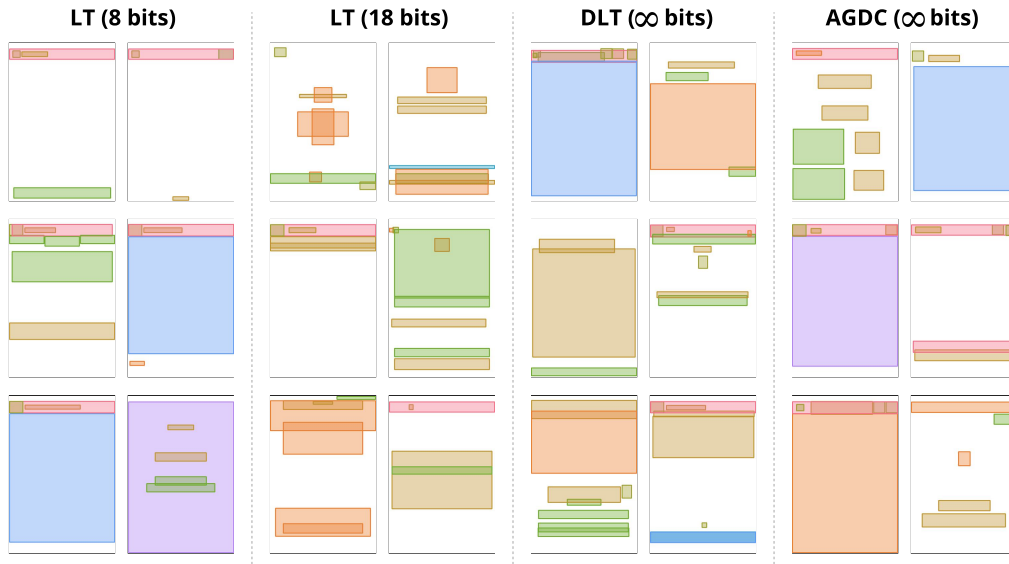 LT (8 bits) LT (18 bits) DLT (∞ bits) AGDC (∞ bits)